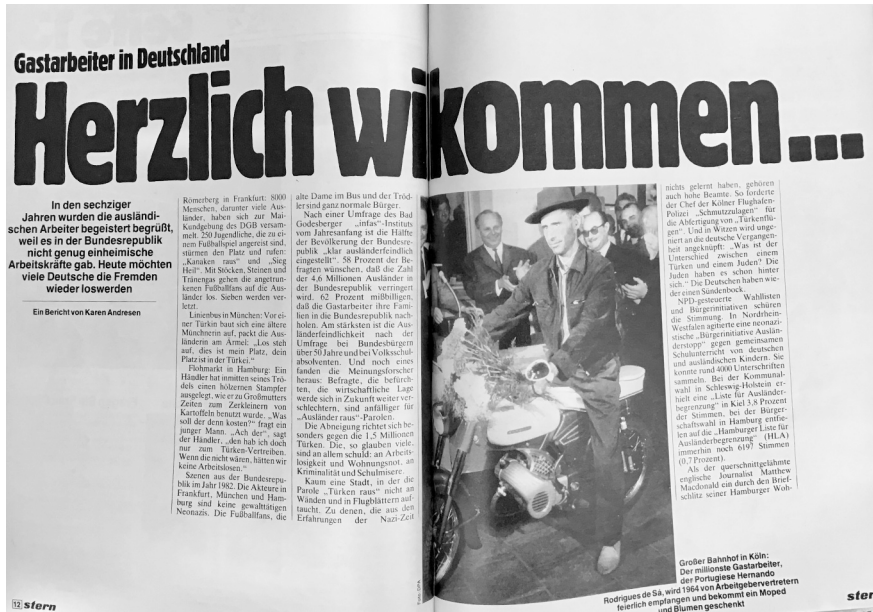 Gastarbeiter in Deutschland
Herzlich willkommen...
In den sechziger
Jahren wurden die ausländi-
schen Arbeiter begeistert begrüßt,
weil es in der Bundesrepublik
nicht genug einheimische
Arbeitskräfte gab. Heute möchten
viele Deutsche die Fremden
wieder loswerden
Ein Bericht von Karen Andresen
Römerberg in Frankfurt: 8000
Menschen, darunter viele Aus-
länder, haben sich zur Mai-
Kundgebung des DGB versam-
melt. 250 Jugendliche, die zu ei-
nem Fußballspiel angereist sind,
stürmen den Platz und rufen:
„Kanaken raus" und „Sieg
Heil". Mit Stöcken, Steinen und
Tränengas gehen die angetrun-
kenen Fußballfans auf die Aus-
länder los. Sieben werden ver-
letzt.
Linienbus in München: Vor ei-
ner Türkin baut sich eine ältere
Münchnerin auf, packt die Aus-
länderin am Ärmel: „Los steh
auf, dies ist mein Platz, dein
Platz ist in der Türkei."
Flohmarkt in Hamburg: Ein
Händler hat inmitten seines Trö-
dels einen hölzernen Stampfer
ausgelegt, wie er zu Großmutters
Zeiten zum Zerkleinern von
Kartoffeln benutzt wurde. „Was
soll der denn kosten?" fragt ein
junger Mann. „Ach der", sagt
der Händler, „den hab ich doch
nur zum Türken-Vertreiben.
Wenn die nicht wären, hätten wir
keine Arbeitslosen."
Szenen aus der Bundesrepu-
blik im Jahr 1982. Die Akteure in
Frankfurt, München und Ham-
burg sind keine gewalttätigen
Neonazis. Die Fußballfans, die
alte Dame im Bus und der Tröd-
ler sind ganz normale Bürger.
Nach einer Umfrage des Bad
Godesberger „infas"-Instituts
vom Jahresanfang ist die Hälfte
der Bevölkerung der Bundesre-
publik „klar ausländerfeindlich
eingestellt". 58 Prozent der Be-
fragten wünschen, daß die Zahl
der 4,6 Millionen Ausländer in
der Bundesrepublik verringert
wird. 62 Prozent mißbilligen,
daß die Gastarbeiter ihre Fami-
lien in die Bundesrepublik nach-
holen. Am stärksten ist die Aus-
länderfeindlichkeit nach der
Umfrage bei Bundesbürgern
über 50 Jahre und bei Volksschul-
absolventen. Und noch eines
fanden die Meinungsforscher
heraus: Befragte, die befürch-
ten, die wirtschaftliche Lage
werde sich in Zukunft weiter ver-
schlechtern, sind anfälliger für
„Ausländer raus"-Parolen.
Die Abneigung richtet sich be-
sonders gegen die 1,5 Millionen
Türken. Die, so glauben viele,
sind an allem schuld: an Arbeits-
losigkeit und Wohnungsnot, an
Kriminalität und Schulmisere.
Kaum eine Stadt, in der die
Parole „Türken raus" nicht an
Wänden und in Flugblättern auf-
taucht. Zu denen, die aus den
Erfahrungen der Nazi-Zeit
nichts gelernt haben, gehören
auch hohe Beamte. So forderte
der Chef der Kölner Flughafen-
Polizei „Schmutzzulagen" für
die Abfertigung von „Türkenflü-
gen". Und in Witzen wird unge-
niert an die deutsche Vergangen-
heit angeknüpft: „Was ist der
Unterschied zwischen einem
Türken und einem Juden? Die
Juden haben es schon hinter
sich." Die Deutschen haben wie-
der einen Sündenbock.
NPD-gesteuerte Wahllisten
und Bürgerinitiativen schüren
die Stimmung. In Nordrhein-
Westfalen agitierte eine neonazi-
stische „Bürgerinitiative Auslän-
derstopp" gegen gemeinsamen
Schulunterricht von deutschen
und ausländischen Kindern. Sie
konnte rund 4000 Unterschriften
sammeln. Bei der Kommunal-
wahl in Schleswig-Holstein er-
hielt eine „Liste für Ausländer-
begrenzung" in Kiel 3,8 Prozent
der Stimmen, bei der Bürger-
schaftswahl in Hamburg entfie-
len auf die „Hamburger Liste für
Ausländerbegrenzung" (HLA)
immerhin noch 6197 Stimmen
(0,7 Prozent).
Als der querschnittgelähmte
englische Journalist Matthew
Macdonald ein durch den Brief-
schlitz seiner Hamburger Woh-
Großer Bahnhof in Köln:
Der millionste Gastarbeiter,
der Portugiese Hernando
Rodrigues de Sá, wird 1964 von Arbeitgebervertretern
feierlich empfangen und bekommt ein Moped
und Blumen geschenkt
12 stern
ster